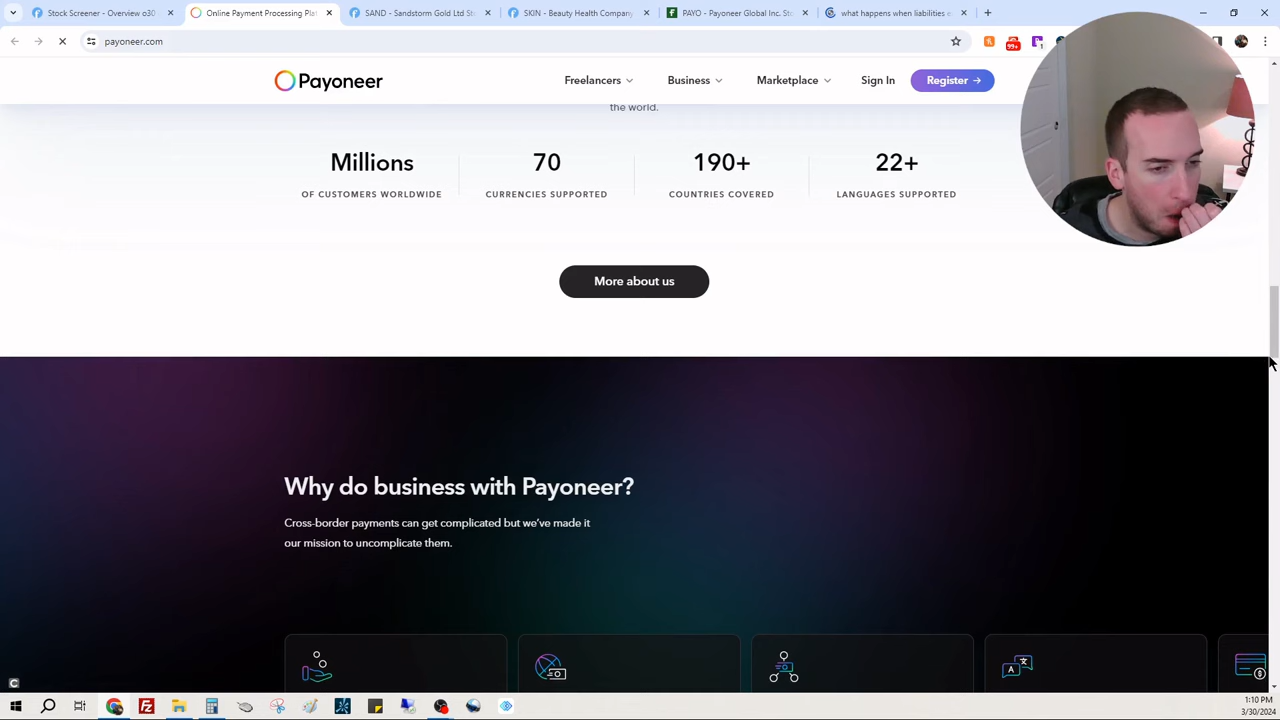 Stock Screener - Overview o30
Online Payment Processing Pla
SAND - Sandstorm Gold Ltd St
SKIN - Beauty Health Company
PAYO - Payoneer Global Inc. Sto
what happens when liabilities e
payoneer.com
99+
1
Payoneer
Freelancers
Business
Marketplace
Sign In
Register →
the world.
Millions
70
190+
22+
OF CUSTOMERS WORLDWIDE
CURRENCIES SUPPORTED
COUNTRIES COVERED
LANGUAGES SUPPORTED
More about us
Why do business with Payoneer?
Cross-border payments can get complicated but we've made it
our mission to uncomplicate them.
1:10 PM
3/30/2024